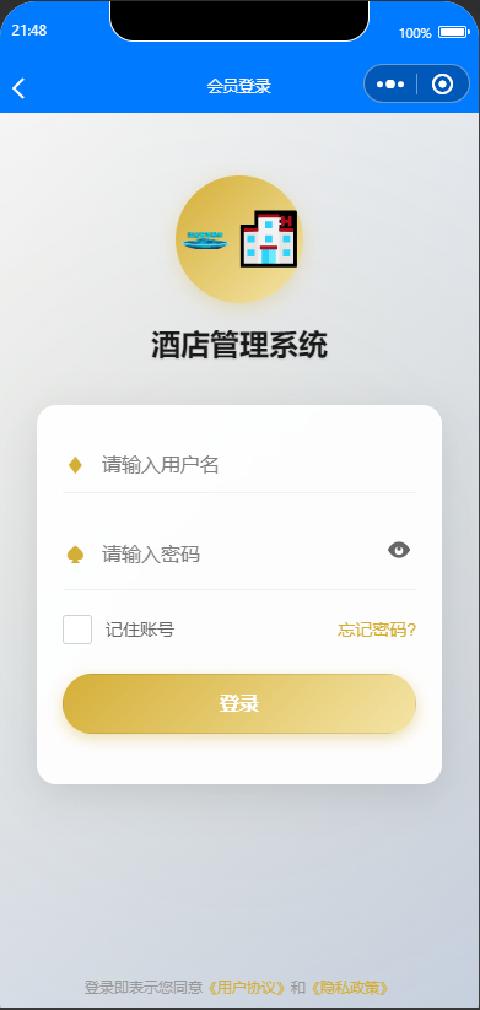 21:48
100%
会员登录
酒店管理系统
请输入用户名
请输入密码
记住账号
忘记密码?
登录
登录即表示您同意《用户协议》和《隐私政策》